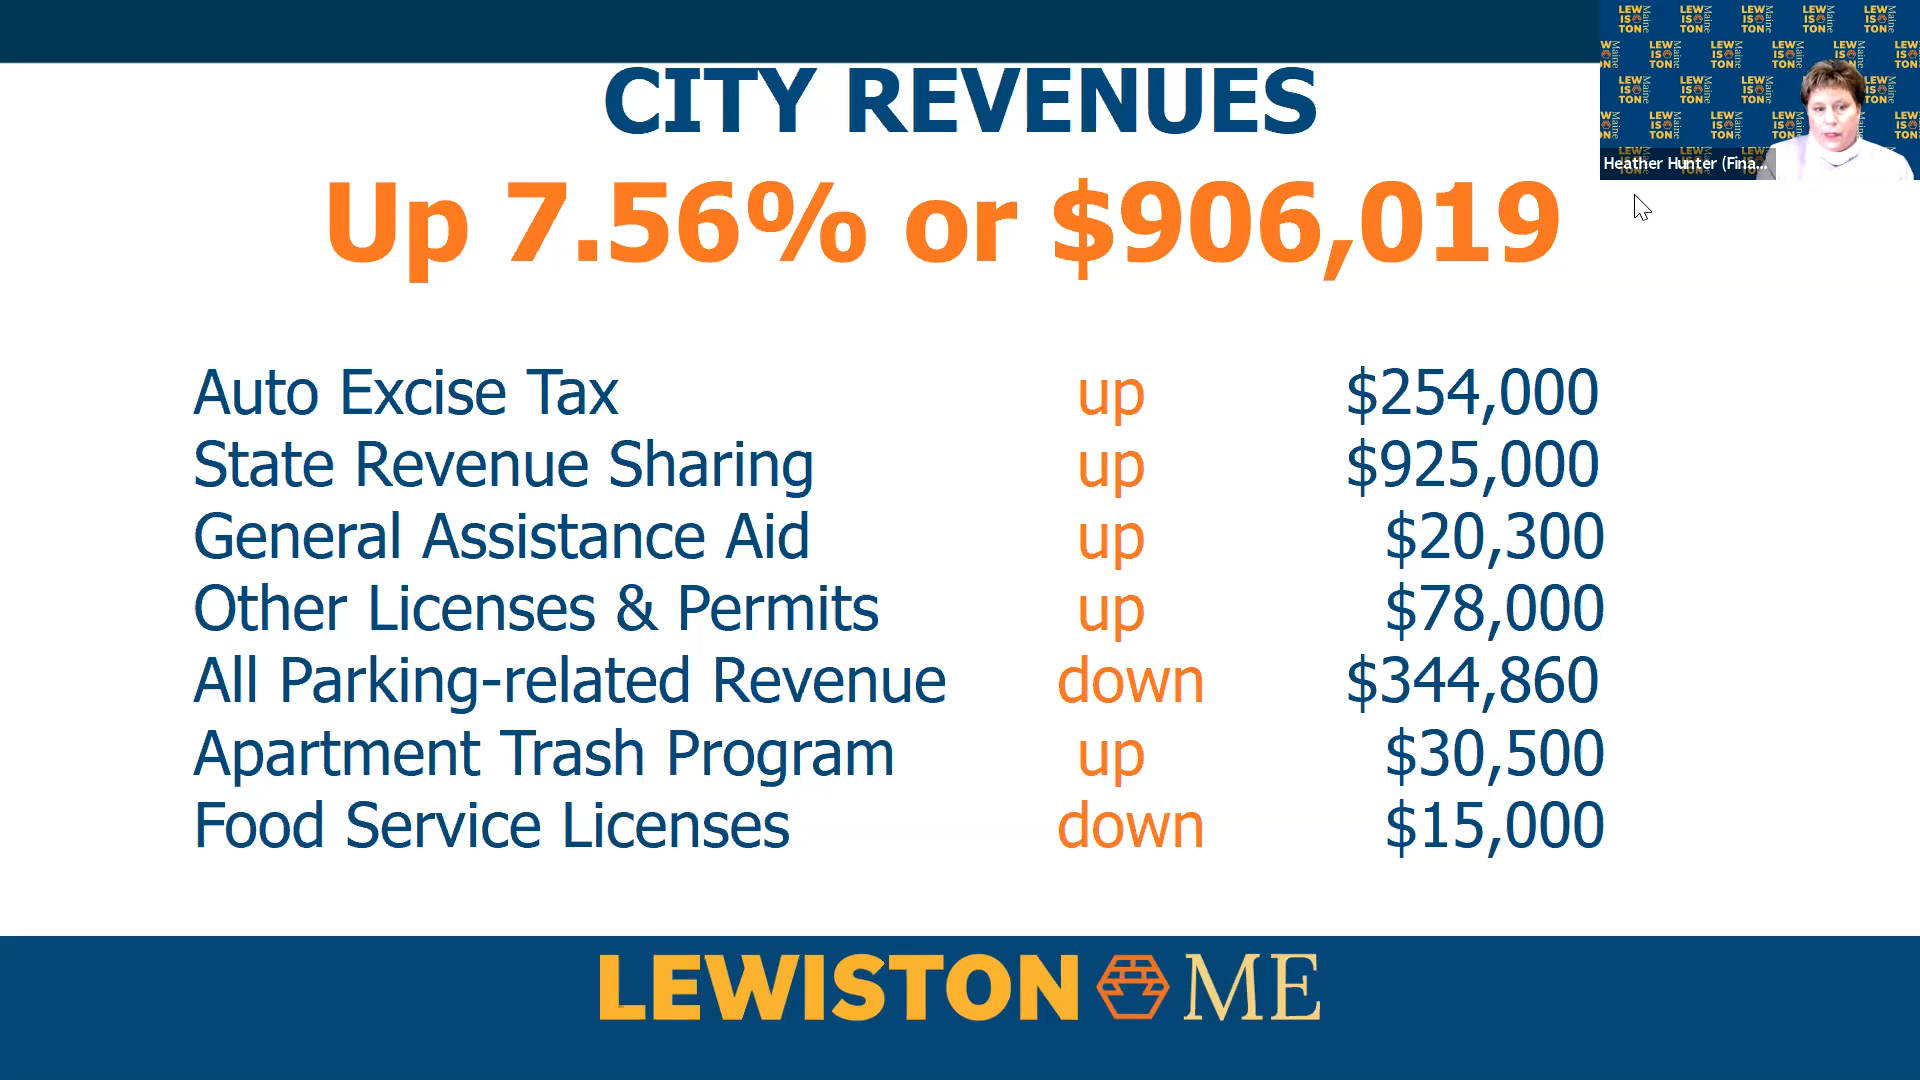 CITY REVENUES
Up 7.56% or $906,019
Heather Hunter (Fina...
Auto Excise Tax up $254,000
State Revenue Sharing up $925,000
General Assistance Aid up $20,300
Other Licenses & Permits up $78,000
All Parking-related Revenue down $344,860
Apartment Trash Program up $30,500
Food Service Licenses down $15,000
LEWISTON ME